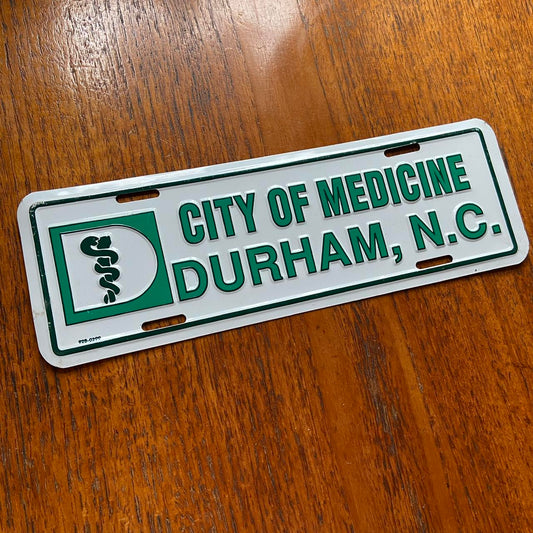 CITY OF MEDICINE
DURHAM, N.C.
D